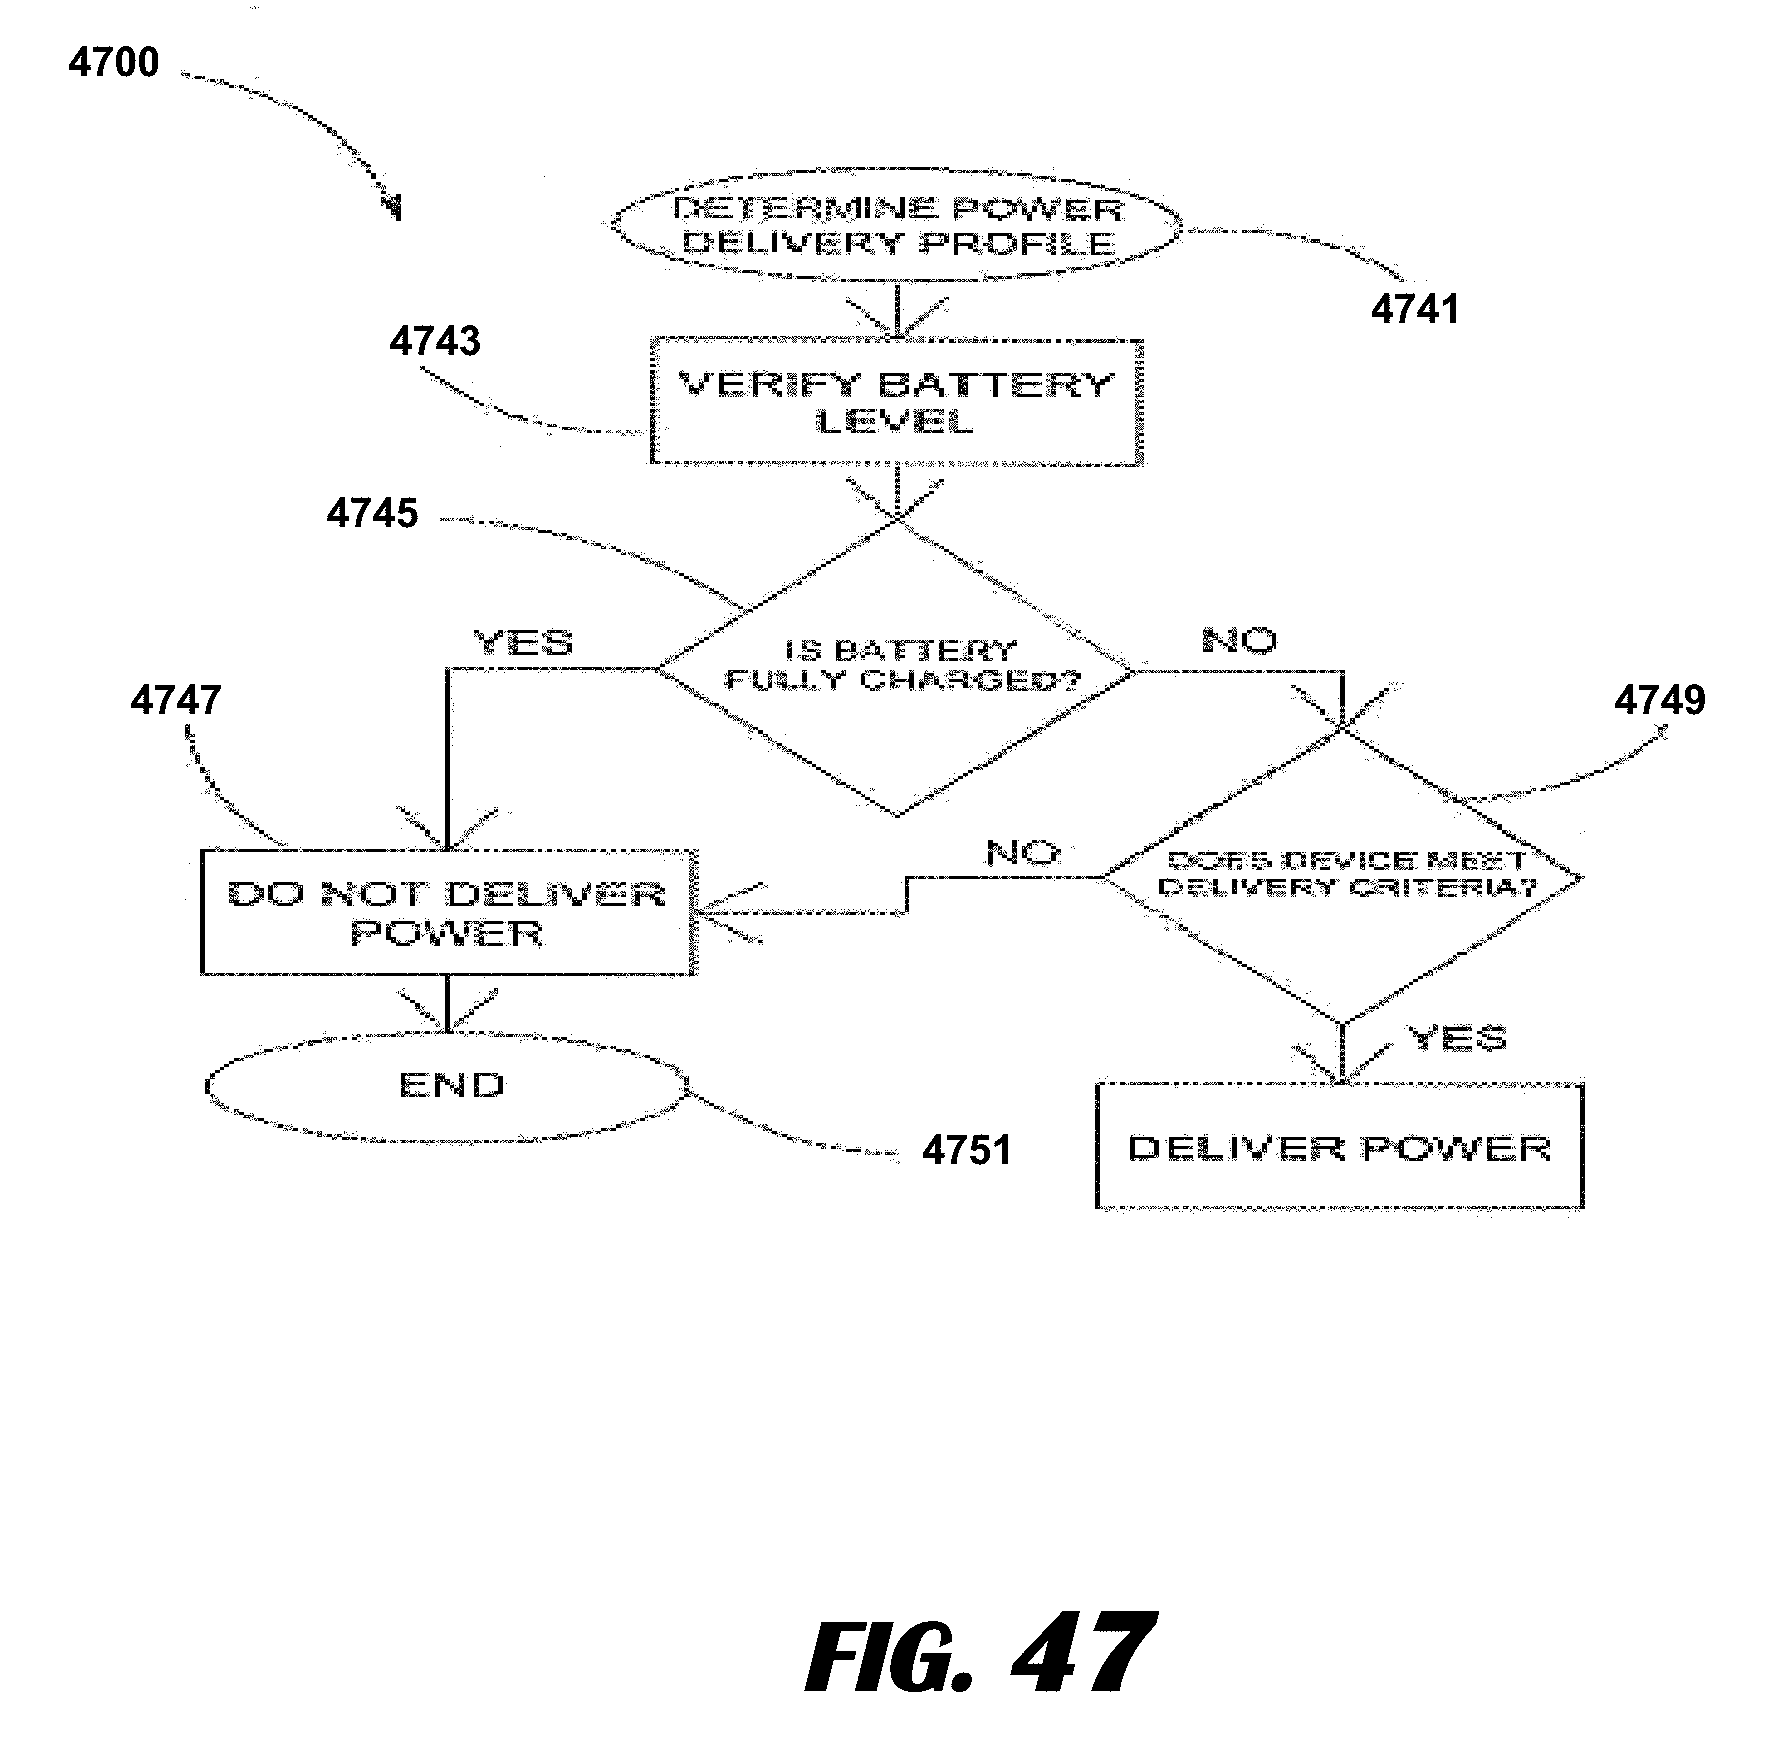 4700
DETERMINE POWER
DELIVERY PROFILE
4741
4743
VERIFY BATTERY
LEVEL
4745
YES
IS BATTERY
FULLY CHARGED?
NO
4747
4749
DO NOT DELIVER
POWER
NO
DOES DEVICE MEET
DELIVERY CRITERIA?
YES
END
4751
DELIVER POWER
FIG. 47